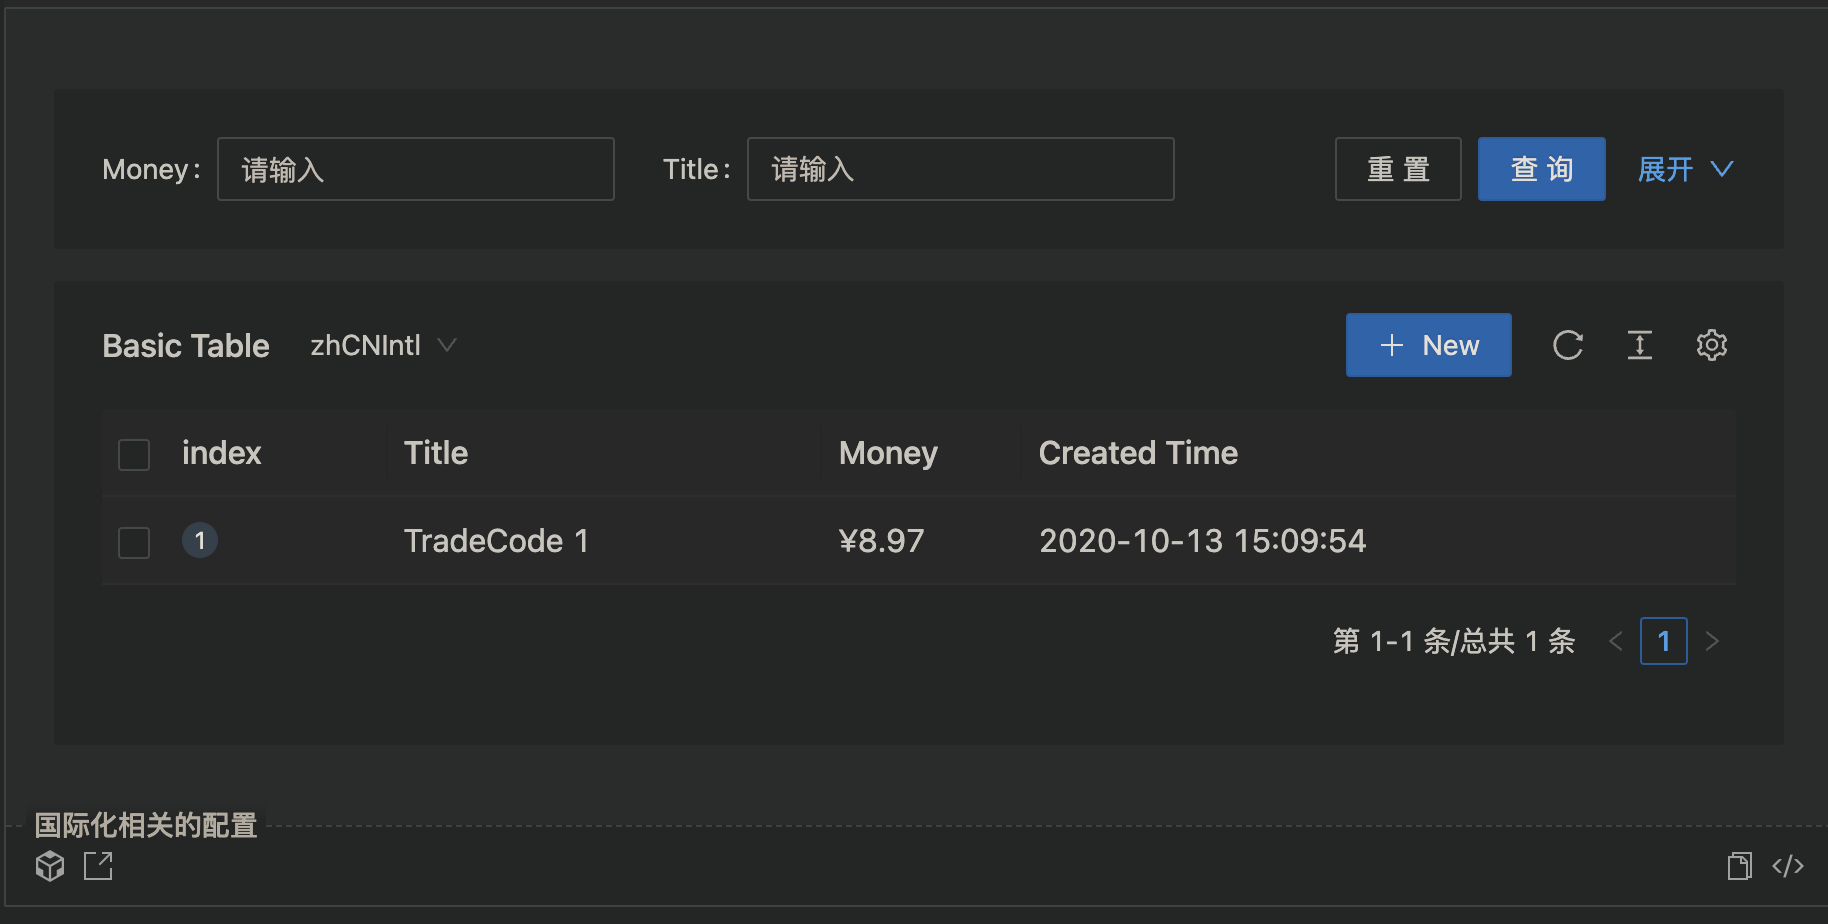 Money: 请输入 Title: 请输入 重 置 查 询 展开
Basic Table zhCNIntl New
index Title Money Created Time
1 TradeCode 1 ¥8.97 2020-10-13 15:09:54
第 1-1 条/总共 1 条 < 1 >
国际化相关的配置